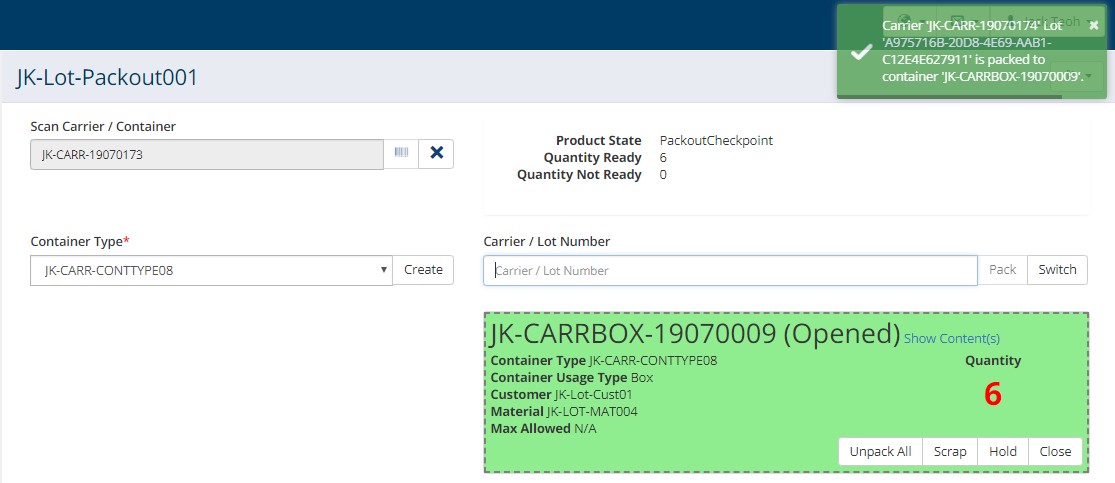 Carrier 'JK-CARR-19070174' Lot
'A975716B-20D8-4E69-AAB1-
C12E4E627911' is packed to
container 'JK-CARRBOX-19070009'.
JK-Lot-Packout001
Scan Carrier / Container
JK-CARR-19070173
Product State PackoutCheckpoint
Quantity Ready 6
Quantity Not Ready 0
Container Type*
JK-CARR-CONTTYPE08
Create
Carrier / Lot Number
Carrier / Lot Number
Pack
Switch
JK-CARRBOX-19070009 (Opened) Show Content(s)
Container Type JK-CARR-CONTTYPE08
Quantity
Container Usage Type Box
Customer JK-Lot-Cust01
6
Material JK-LOT-MAT004
Max Allowed N/A
Unpack All
Scrap
Hold
Close